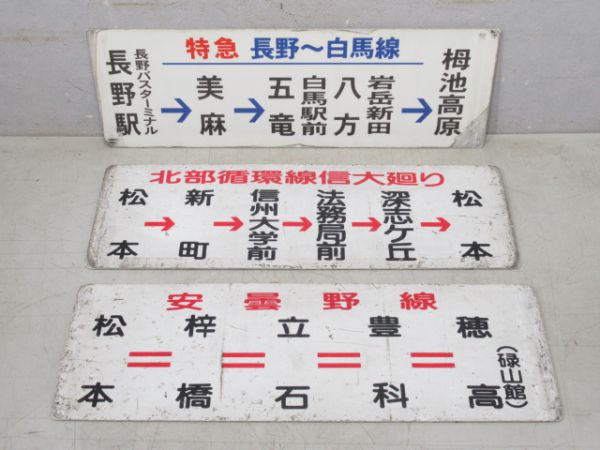 特急 長野〜白馬線
長野駅 長野バスターミナル → 美麻 → 五竜 白馬駅前 八方 岩岳新田 → 栂池高原
北部循環線信大廻り
松本 → 新町 → 信州大学前 → 法務局前 → 深志ケ丘 → 松本
安曇野線
松本 = 梓橋 = 立石 = 豊科 = 穂高 (碌山館)